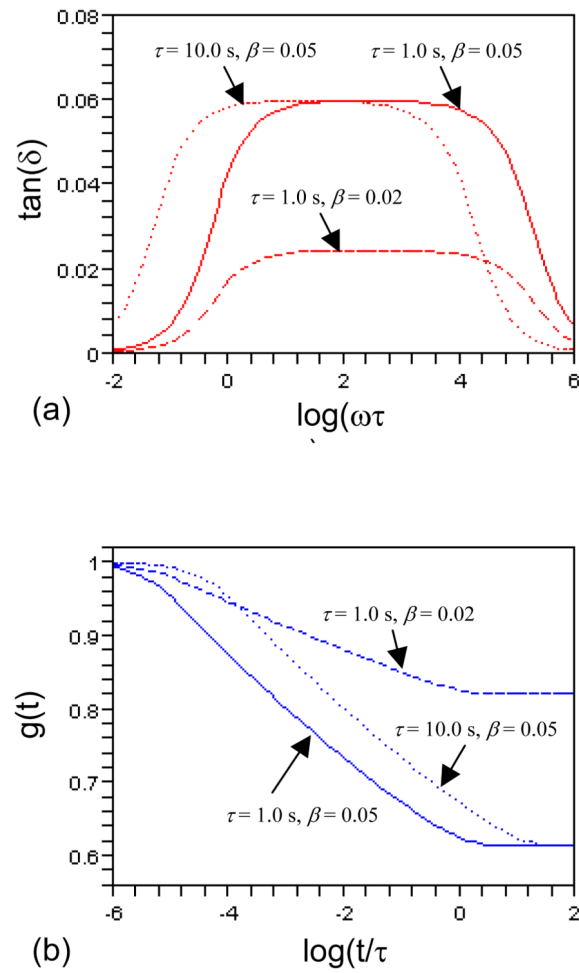 0.08
τ = 10.0 s, β = 0.05
τ = 1.0 s, β = 0.05
0.06
tan(δ)
0.04
τ = 1.0 s, β = 0.02
0.02
0
-2 0 2 4 6
(a)
log(ωτ
1
τ = 1.0 s, β = 0.02
0.9
g(t)
0.8
τ = 10.0 s, β = 0.05
0.7
τ = 1.0 s, β = 0.05
0.6
-6 -4 -2 0 2
(b)
log(t/τ